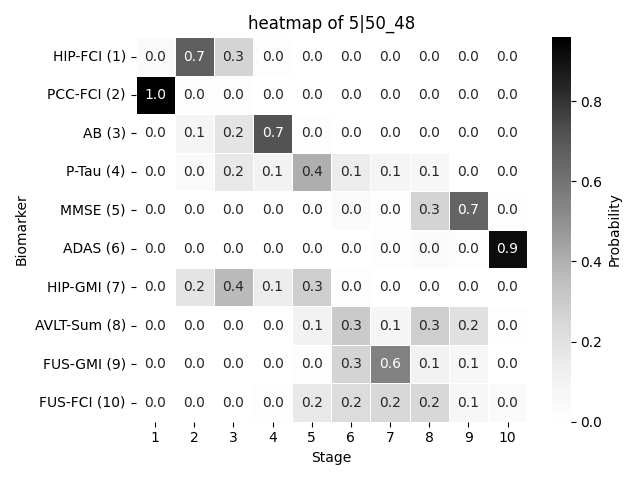 heatmap of 5|50_48
HIP-FCI (1) 0.0 0.7 0.3 0.0 0.0 0.0 0.0 0.0 0.0 0.0
PCC-FCI (2) 1.0 0.0 0.0 0.0 0.0 0.0 0.0 0.0 0.0 0.0
AB (3) 0.0 0.1 0.2 0.7 0.0 0.0 0.0 0.0 0.0 0.0
P-Tau (4) 0.0 0.0 0.2 0.1 0.4 0.1 0.1 0.1 0.0 0.0
MMSE (5) 0.0 0.0 0.0 0.0 0.0 0.0 0.0 0.3 0.7 0.0
ADAS (6) 0.0 0.0 0.0 0.0 0.0 0.0 0.0 0.0 0.0 0.9
HIP-GMI (7) 0.0 0.2 0.4 0.1 0.3 0.0 0.0 0.0 0.0 0.0
AVLT-Sum (8) 0.0 0.0 0.0 0.0 0.1 0.3 0.1 0.3 0.2 0.0
FUS-GMI (9) 0.0 0.0 0.0 0.0 0.0 0.3 0.6 0.1 0.1 0.0
FUS-FCI (10) 0.0 0.0 0.0 0.0 0.2 0.2 0.2 0.2 0.1 0.0
1 2 3 4 5 6 7 8 9 10
Stage
Biomarker
0.8
0.6
0.4
0.2
0.0
Probability